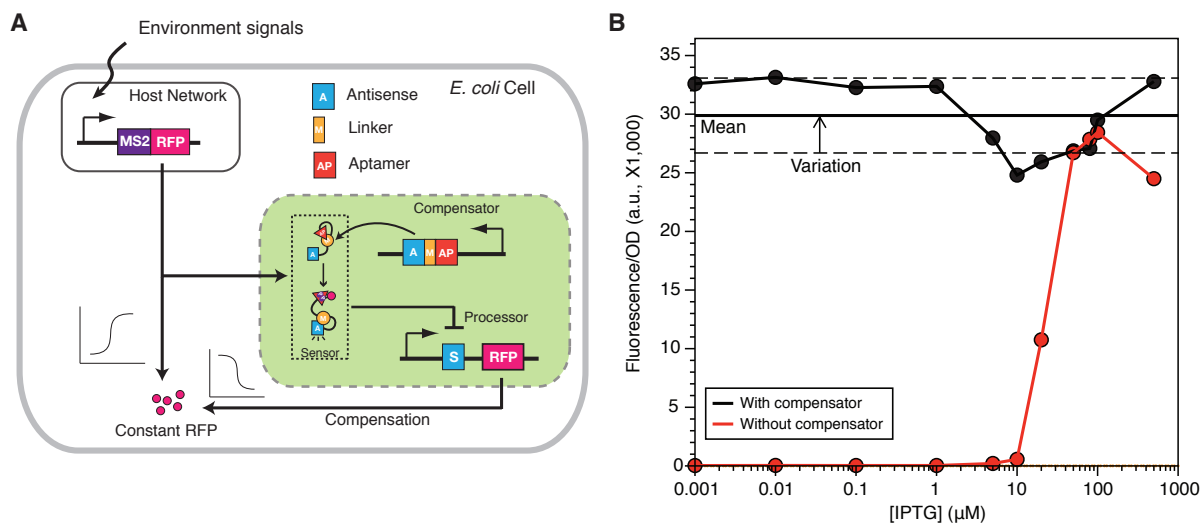 A
Environment signals
Host Network
MS2 RFP
E. coli Cell
A Antisense
M Linker
AP Aptamer
Compensator
A M AP
AP
M
A
AP
M
A
Sensor
Processor
S RFP
Compensation
Constant RFP
B
Fluorescence/OD (a.u., X1,000)
35
30
25
20
15
10
5
0
Mean
Variation
With compensator
Without compensator
0.001 0.01 0.1 1 10 100 1000
[IPTG] (μM)